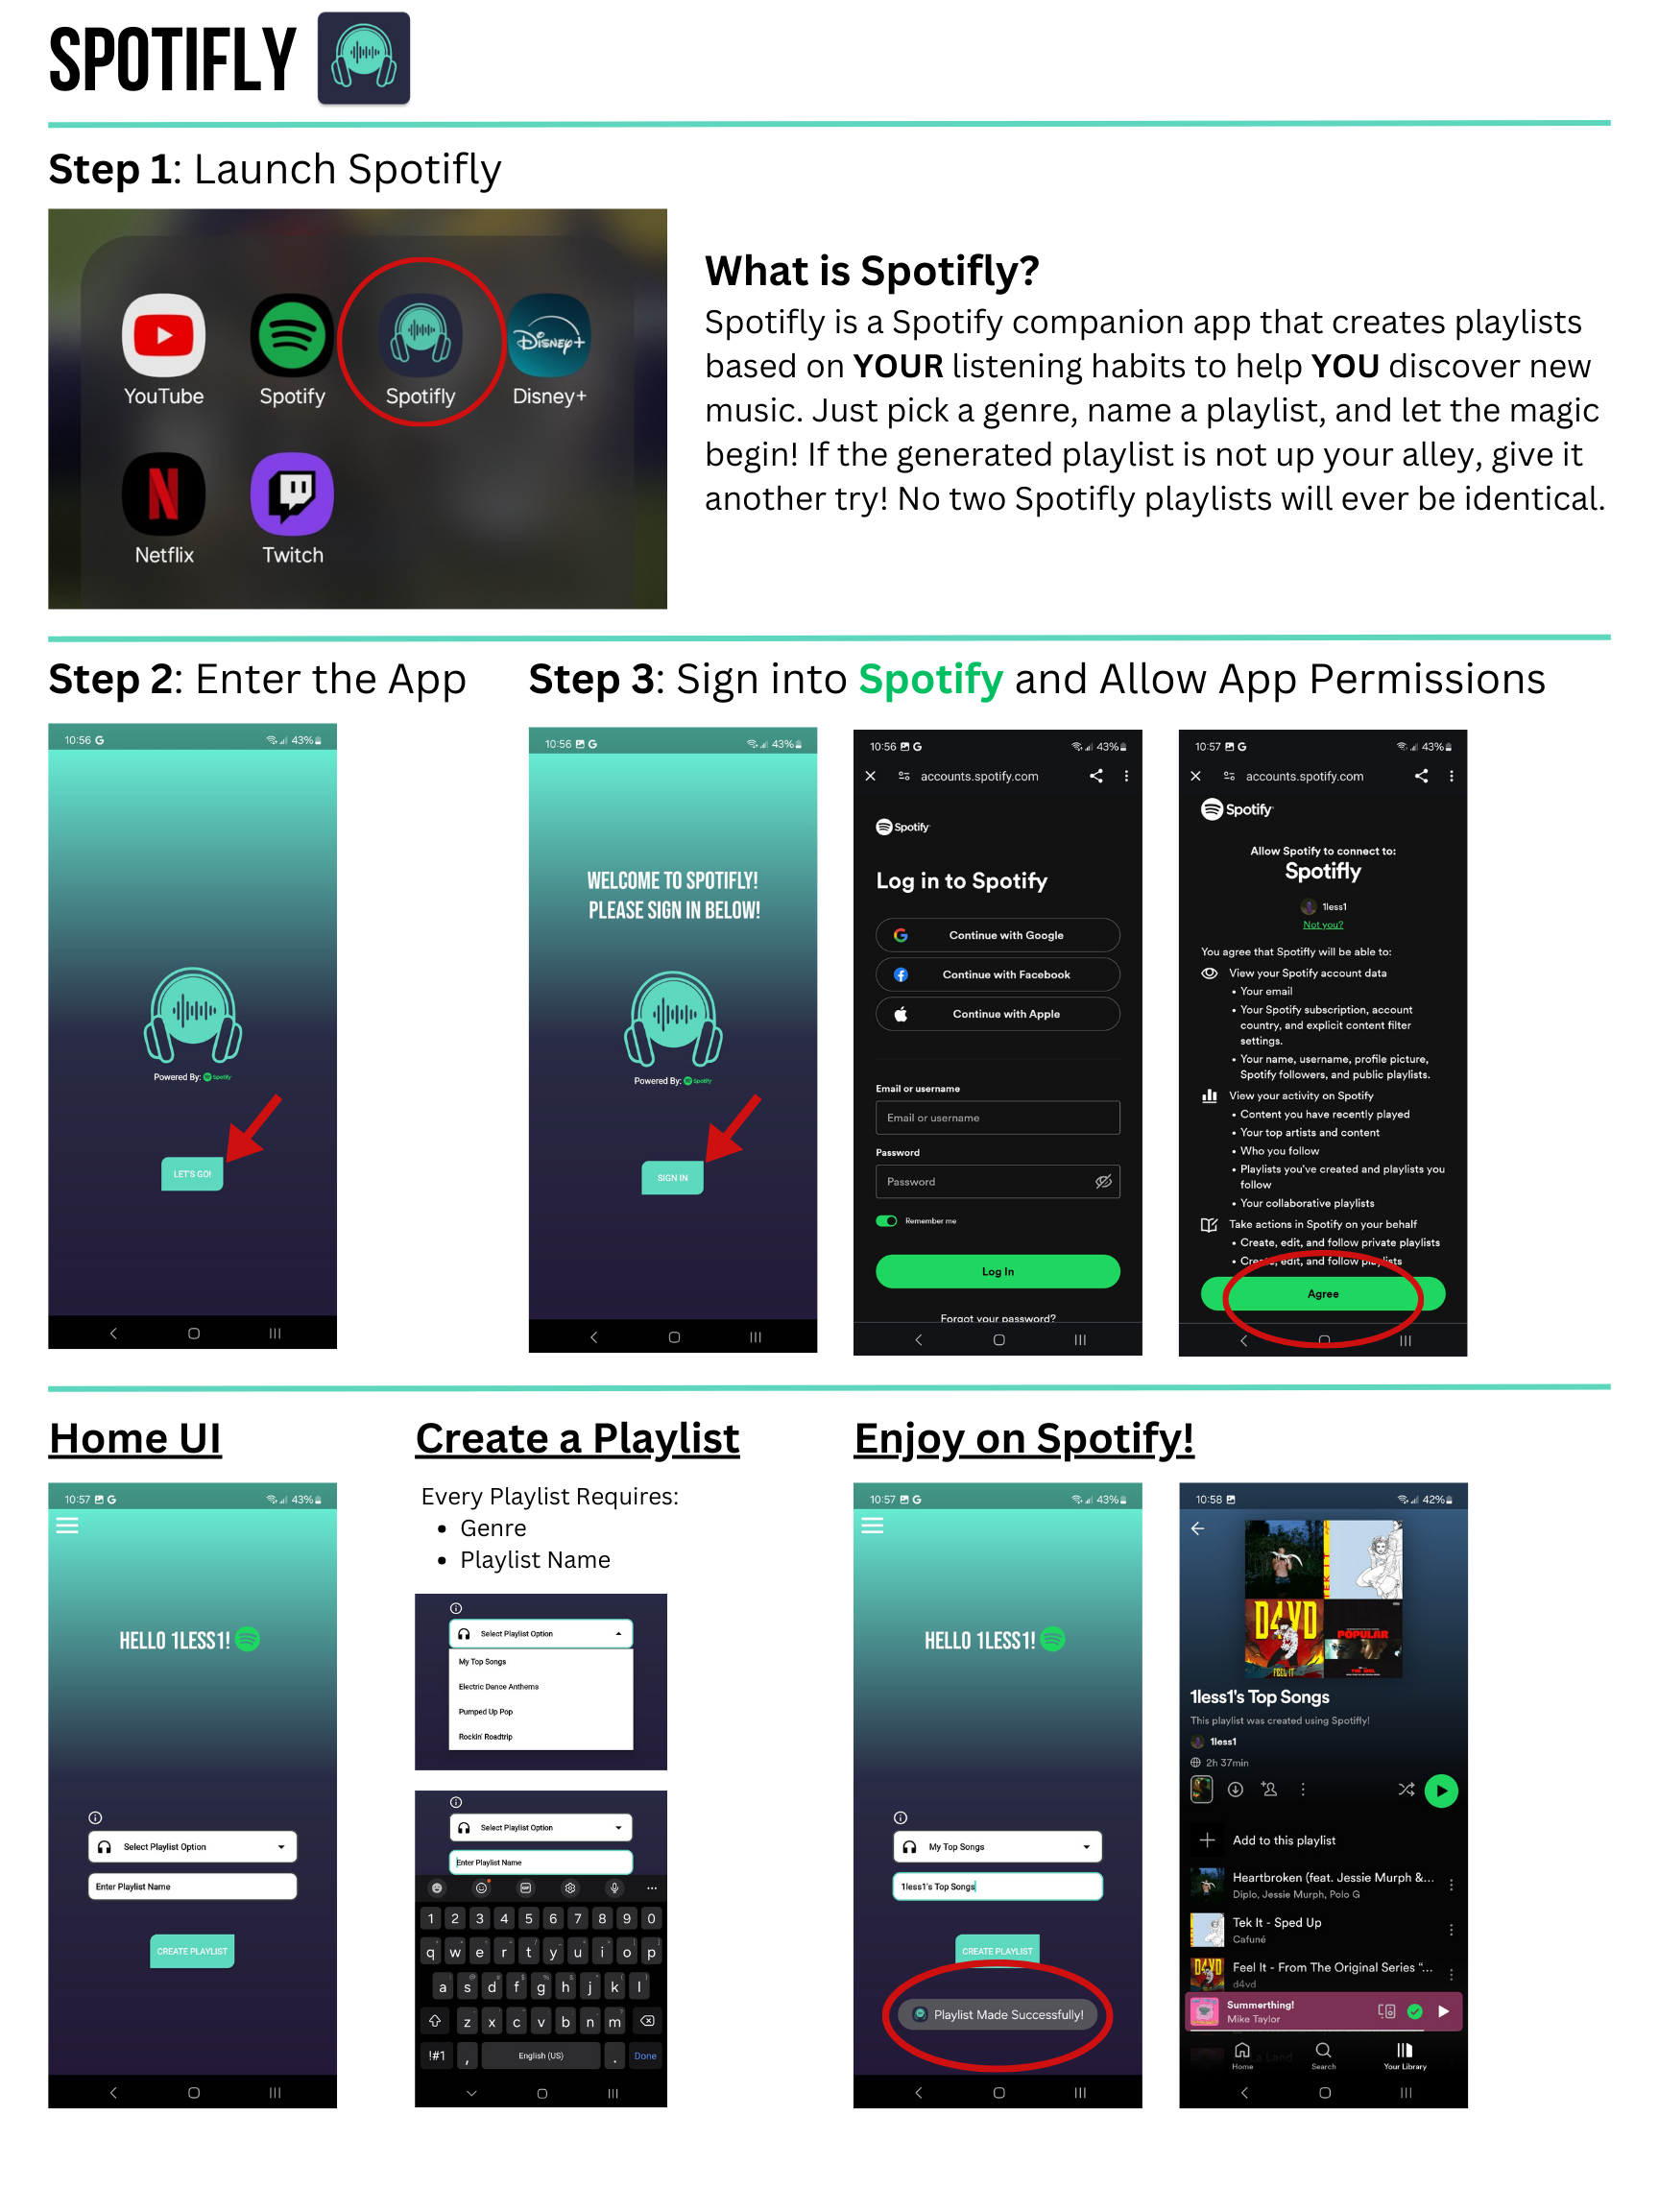 SPOTIFLY
Step 1: Launch Spotifly
YouTube
Spotify
Spotifly
Disney+
Disney+
Netflix
Twitch
What is Spotifly?
Spotifly is a Spotify companion app that creates playlists
based on YOUR listening habits to help YOU discover new
music. Just pick a genre, name a playlist, and let the magic
begin! If the generated playlist is not up your alley, give it
another try! No two Spotifly playlists will ever be identical.
Step 2: Enter the App
10:56 G
43%
Powered By: Spotify
LET'S GO!
Step 3: Sign into Spotify and Allow App Permissions
10:56 G
43%
WELCOME TO SPOTIFLY!
PLEASE SIGN IN BELOW!
Powered By: Spotify
SIGN IN
10:56 G
43%
accounts.spotify.com
Spotify
Log in to Spotify
Continue with Google
Continue with Facebook
Continue with Apple
Email or username
Email or username
Password
Password
Remember me
Log In
Forgot your password?
10:57 G
43%
accounts.spotify.com
Spotify
Allow Spotify to connect to:
Spotifly
1less1
Not you?
You agree that Spotifly will be able to:
View your Spotify account data
• Your email
• Your Spotify subscription, account
country, and explicit content filter
settings.
• Your name, username, profile picture,
Spotify followers, and public playlists.
View your activity on Spotify
• Content you have recently played
• Your top artists and content
• Who you follow
• Playlists you've created and playlists you
follow
• Your collaborative playlists
Take actions in Spotify on your behalf
• Create, edit, and follow private playlists
• Create, edit, and follow playlists
Agree
Home UI
10:57 G
43%
HELLO 1LESS1!
Select Playlist Option
Enter Playlist Name
CREATE PLAYLIST
Create a Playlist
Every Playlist Requires:
• Genre
• Playlist Name
Select Playlist Option
My Top Songs
Electric Dance Anthems
Pumped Up Pop
Rockin' Roadtrip
Select Playlist Option
Enter Playlist Name
GIF
1 2 3 4 5 6 7 8 9 0
q w e r t y u i o p
a s d f g h j k l
z x c v b n m
!#1 , English (US) . Done
Enjoy on Spotify!
10:57 G
43%
HELLO 1LESS1!
My Top Songs
1less1's Top Songs
CREATE PLAYLIST
Playlist Made Successfully!
10:58
42%
TEK IT
D4VD
FEEL IT
POPULAR
THE IDOL
1less1's Top Songs
This playlist was created using Spotifly!
1less1
2h 37min
Add to this playlist
Heartbroken (feat. Jessie Murph &...
Diplo, Jessie Murph, Polo G
Tek It - Sped Up
Cafuné
D4VD
Feel It - From The Original Series “...
d4vd
Summerthing!
Mike Taylor
Home
Search
Your Library